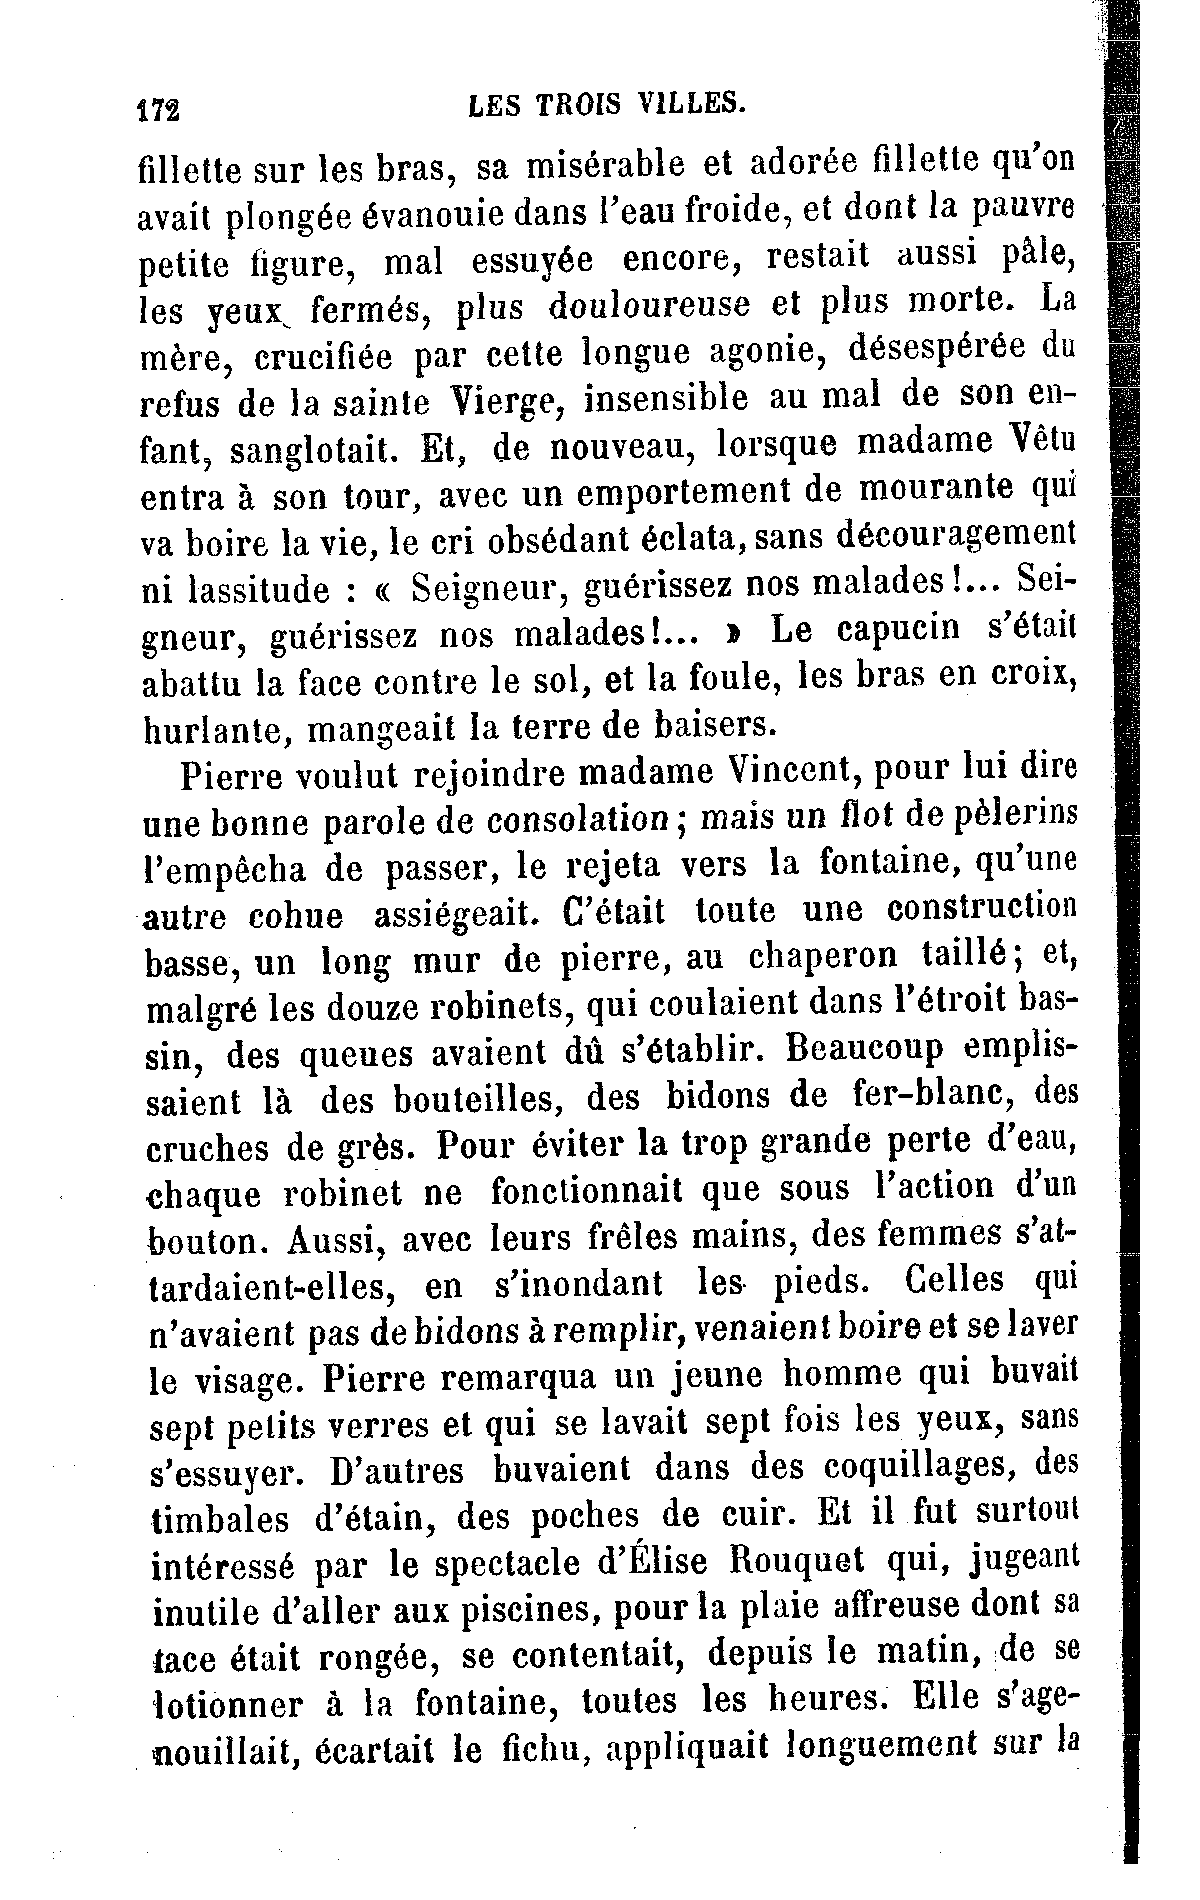 172 LES TROIS VILLES.
fillette sur les bras, sa misérable et adorée fillette qu'on
avait plongée évanouie dans l'eau froide, et dont la pauvre
petite figure, mal essuyée encore, restait aussi pâle,
les yeux fermés, plus douloureuse et plus morte. La
mère, crucifiée par cette longue agonie, désespérée du
refus de la sainte Vierge, insensible au mal de son en-
fant, sanglotait. Et, de nouveau, lorsque madame Vêtu
entra à son tour, avec un emportement de mourante qui
va boire la vie, le cri obsédant éclata, sans découragement
ni lassitude : « Seigneur, guérissez nos malades!... Sei-
gneur, guérissez nos malades!... » Le capucin s'était
abattu la face contre le sol, et la foule, les bras en croix,
hurlante, mangeait la terre de baisers.
Pierre voulut rejoindre madame Vincent, pour lui dire
une bonne parole de consolation ; mais un flot de pèlerins
l'empêcha de passer, le rejeta vers la fontaine, qu'une
autre cohue assiégeait. C'était toute une construction
basse, un long mur de pierre, au chaperon taillé ; et,
malgré les douze robinets, qui coulaient dans l'étroit bas-
sin, des queues avaient dû s'établir. Beaucoup emplis-
saient là des bouteilles, des bidons de fer-blanc, des
cruches de grès. Pour éviter la trop grande perte d'eau,
chaque robinet ne fonctionnait que sous l'action d'un
bouton. Aussi, avec leurs frêles mains, des femmes s'at-
tardaient-elles, en s'inondant les pieds. Celles qui
n'avaient pas de bidons à remplir, venaient boire et se laver
le visage. Pierre remarqua un jeune homme qui buvait
sept petits verres et qui se lavait sept fois les yeux, sans
s'essuyer. D'autres buvaient dans des coquillages, des
timbales d'étain, des poches de cuir. Et il fut surtout
intéressé par le spectacle d'Élise Rouquet qui, jugeant
inutile d'aller aux piscines, pour la plaie affreuse dont sa
face était rongée, se contentait, depuis le matin, de se
lotionner à la fontaine, toutes les heures. Elle s'age-
nouillait, écartait le fichu, appliquait longuement sur la